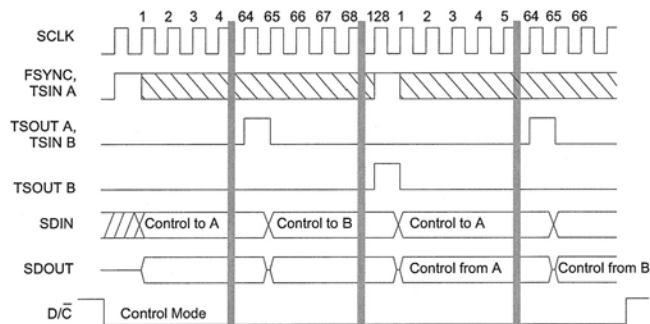 SCLK 1 2 3 4 64 65 66 67 68 128 1 2 3 4 5 64 65 66
FSYNC,
TSIN A
TSOUT A,
TSIN B
TSOUT B
SDIN Control to A Control to B Control to A
SDOUT Control from A Control from B
D/C̅ Control Mode